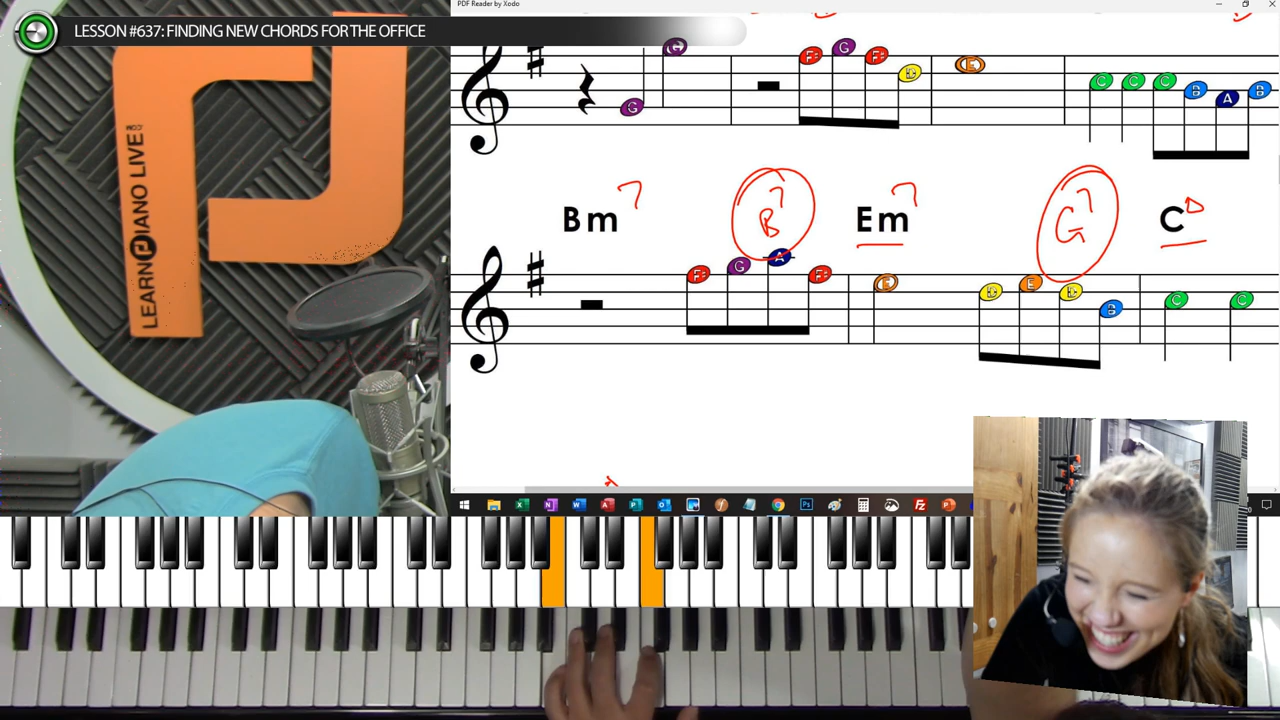 PDF Reader by Xodo
LESSON #637: FINDING NEW CHORDS FOR THE OFFICE
G G F# G F# D E C C C B A B
Bm7 B7 Em7 G7 C
F# G A F# E D E D B C C
LEARN PIANO LIVE